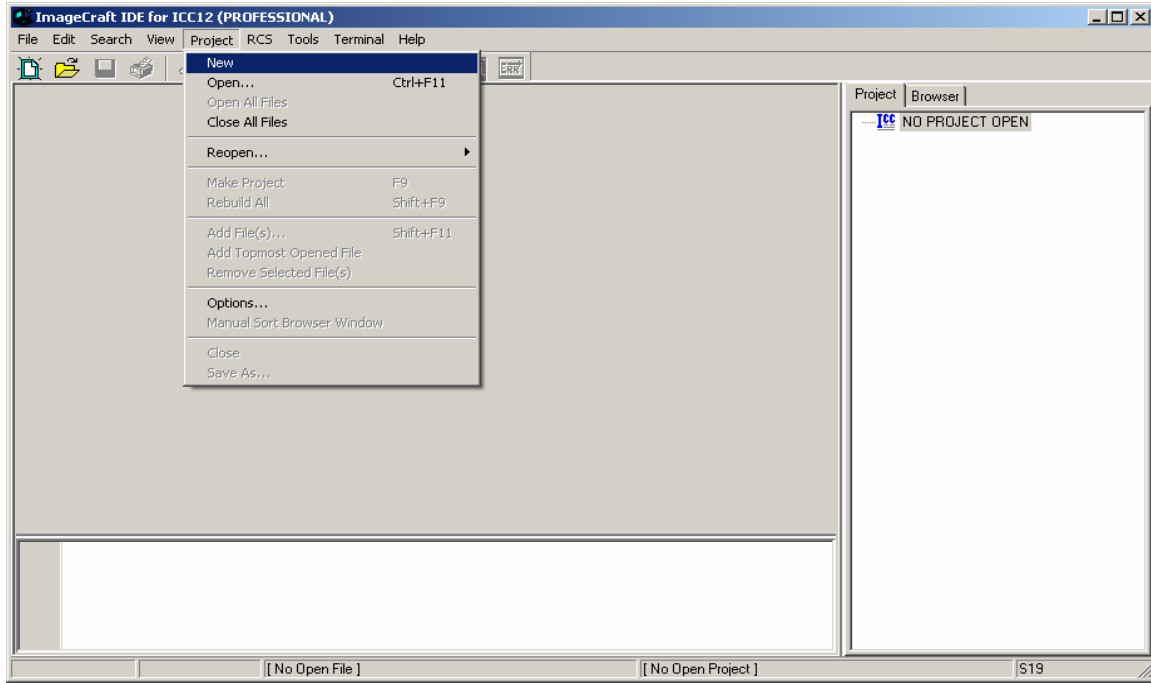 ImageCraft IDE for ICC12 (PROFESSIONAL)
File Edit Search View Project RCS Tools Terminal Help
New
Open... Ctrl+F11
Open All Files
Close All Files
Reopen...
Make Project F9
Rebuild All Shift+F9
Add File(s)... Shift+F11
Add Topmost Opened File
Remove Selected File(s)
Options...
Manual Sort Browser Window
Close
Save As...
ERR
Project Browser
ICC NO PROJECT OPEN
[ No Open File ] [ No Open Project ] S19